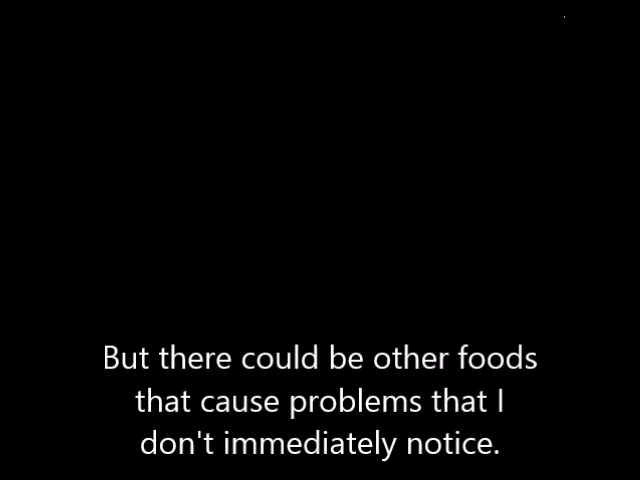 But there could be other foods
that cause problems that I
don't immediately notice.